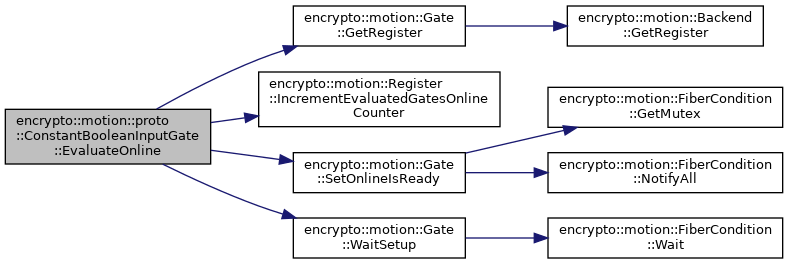 encrypto::motion::proto
::ConstantBooleanInputGate
::EvaluateOnline
encrypto::motion::Gate
::GetRegister
encrypto::motion::Backend
::GetRegister
encrypto::motion::Register
::IncrementEvaluatedGatesOnline
Counter
encrypto::motion::Gate
::SetOnlineIsReady
encrypto::motion::FiberCondition
::GetMutex
encrypto::motion::FiberCondition
::NotifyAll
encrypto::motion::Gate
::WaitSetup
encrypto::motion::FiberCondition
::Wait